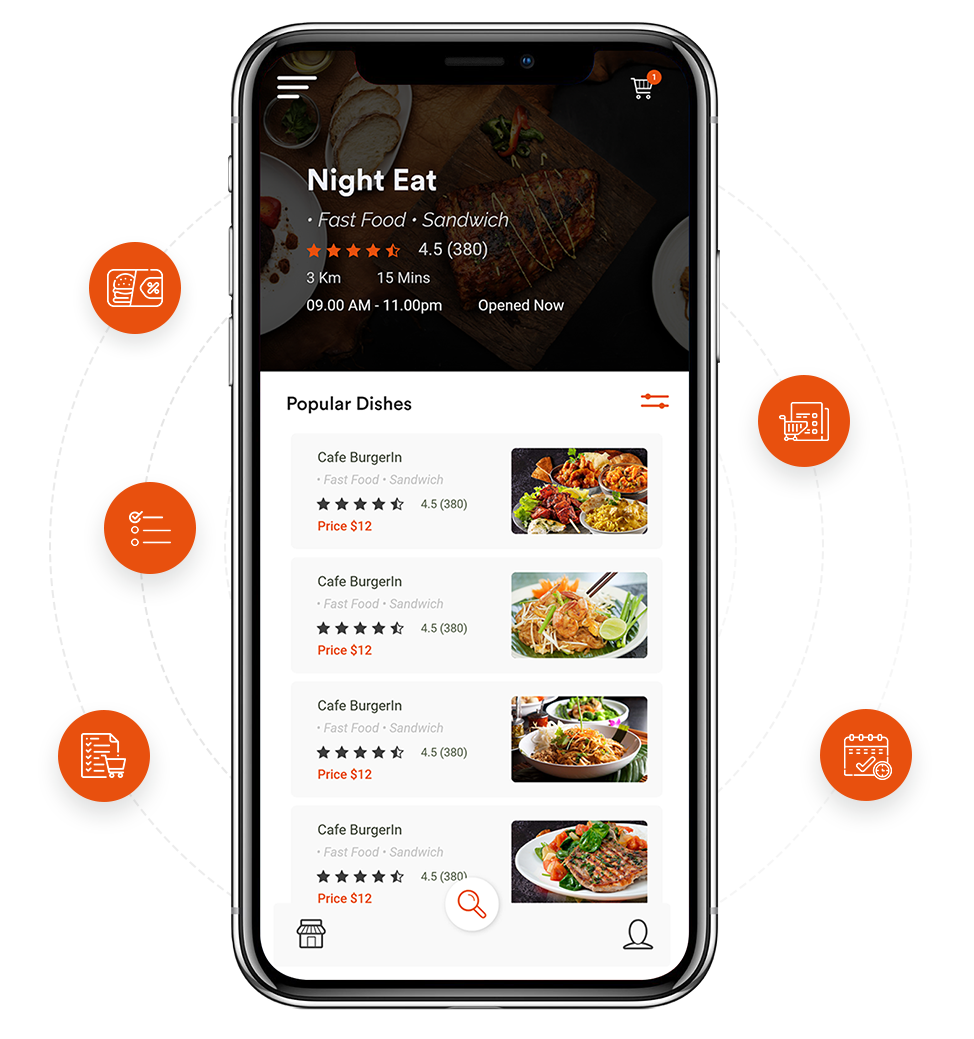 1
Night Eat
• Fast Food • Sandwich
4.5 (380)
3 Km 15 Mins
09.00 AM - 11.00pm Opened Now
Popular Dishes
Cafe BurgerIn
• Fast Food • Sandwich
4.5 (380)
Price $12
Cafe BurgerIn
• Fast Food • Sandwich
4.5 (380)
Price $12
Cafe BurgerIn
• Fast Food • Sandwich
4.5 (380)
Price $12
Cafe BurgerIn
• Fast Food • Sandwich
4.5 (380)
Price $12